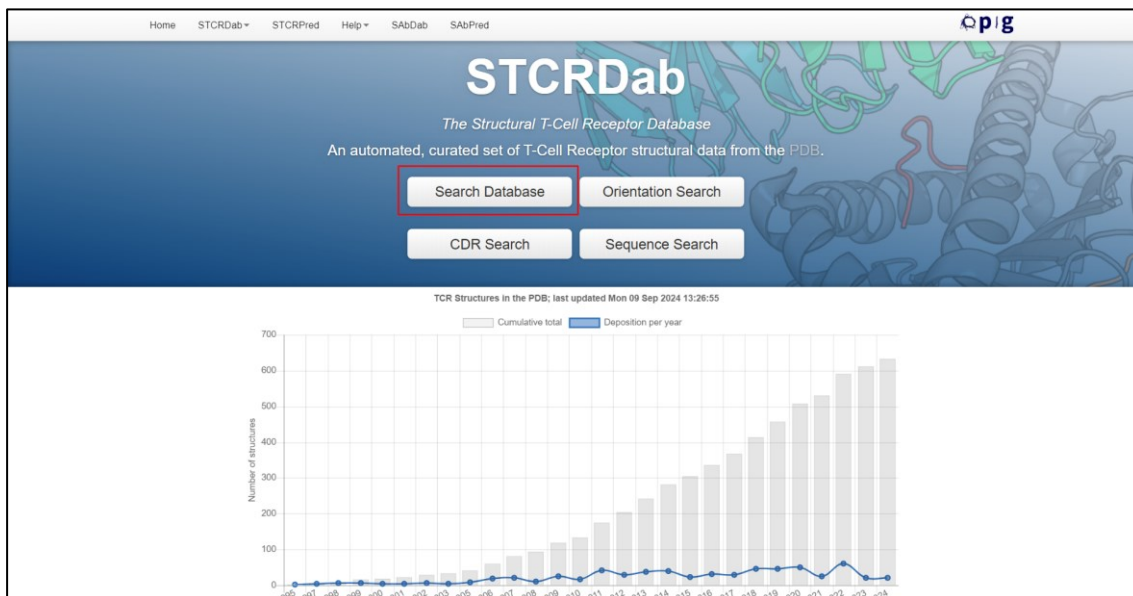 Home STCRDab STCRPred Help SAbDab SAbPred opig
STCRDab
The Structural T-Cell Receptor Database
An automated, curated set of T-Cell Receptor structural data from the PDB.
Search Database Orientation Search
CDR Search Sequence Search
TCR Structures in the PDB; last updated Mon 09 Sep 2024 13:26:55
Cumulative total Deposition per year
Number of structures
700
600
500
400
300
200
100
0